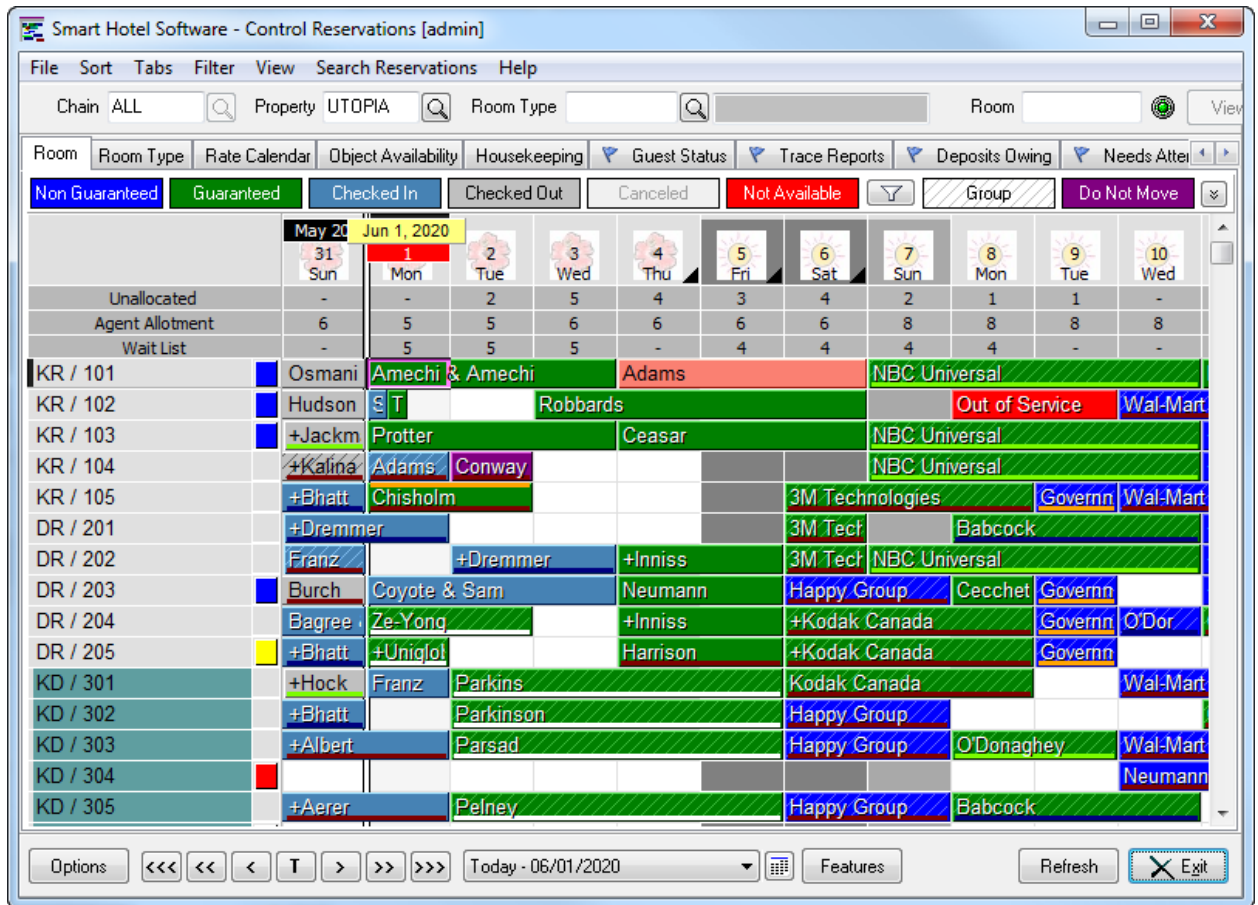 Smart Hotel Software - Control Reservations [admin]
File Sort Tabs Filter View Search Reservations Help
Chain ALL Property UTOPIA Room Type Room View
Room Room Type Rate Calendar Object Availability Housekeeping Guest Status Trace Reports Deposits Owing Needs Atter
Non Guaranteed Guaranteed Checked In Checked Out Canceled Not Available Group Do Not Move
May 20 Jun 1, 2020
31 1 2 3 4 5 6 7 8 9 10
Sun Mon Tue Wed Thu Fri Sat Sun Mon Tue Wed
Unallocated - - 2 5 4 3 4 2 1 1 -
Agent Allotment 6 5 5 6 6 6 6 8 8 8 8
Wait List - 5 5 5 - 4 4 4 4 - -
KR / 101 Osmani Amechi & Amechi Adams NBC Universal
KR / 102 Hudson S T Robbards Out of Service Wal-Mart
KR / 103 +Jackm Protter Ceasar NBC Universal
KR / 104 +Kalina Adams Conway NBC Universal
KR / 105 +Bhatt Chisholm 3M Technologies Governn Wal-Mart
DR / 201 +Dremmer 3M Tech Babcock
DR / 202 Franz +Dremmer +Inniss 3M Tech NBC Universal
DR / 203 Burch Coyote & Sam Neumann Happy Group Cecchet Governn
DR / 204 Bagree Ze-Yong +Inniss +Kodak Canada Governn O'Dor
DR / 205 +Bhatt +Uniqlo Harrison +Kodak Canada Governn
KD / 301 +Hock Franz Parkins Kodak Canada Wal-Mart
KD / 302 +Bhatt Parkinson Happy Group
KD / 303 +Albert Parsad Happy Group O'Donaghey Wal-Mart
KD / 304 Neumann
KD / 305 +Aerer Pelney Happy Group Babcock
Options <<< << < T > >> >>> Today - 06/01/2020 Features Refresh Exit